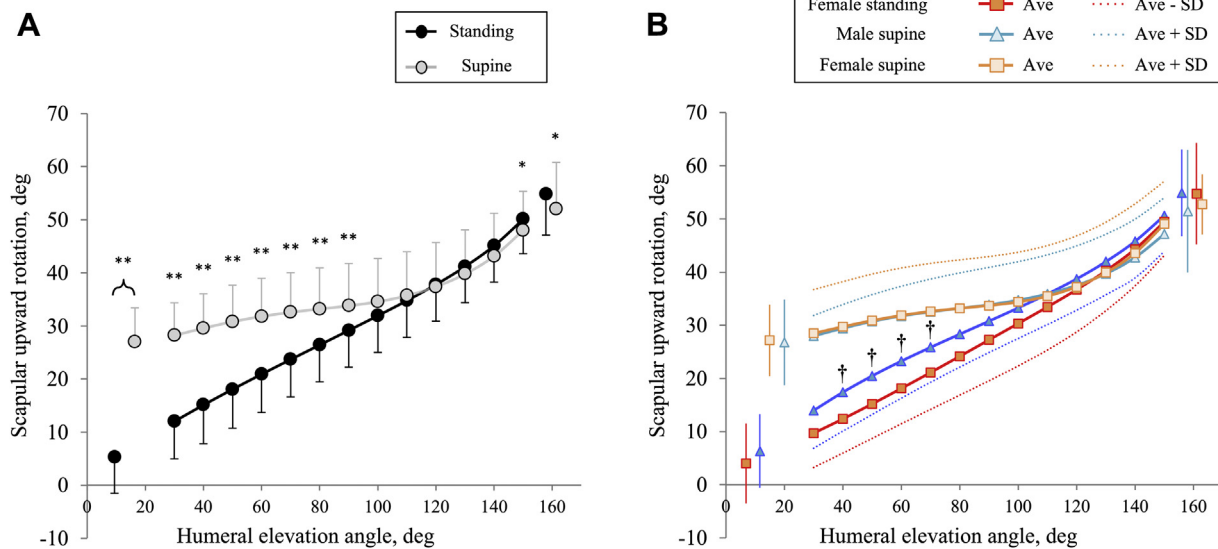 A
Standing
Supine
70
60
50
40
30
20
10
0
-10
0 20 40 60 80 100 120 140 160
Scapular upward rotation, deg
Humeral elevation angle, deg
** ** ** ** ** ** ** ** * *
B
Female standing Ave Ave - SD
Male supine Ave Ave + SD
Female supine Ave Ave + SD
70
60
50
40
30
20
10
0
-10
0 20 40 60 80 100 120 140 160
Scapular upward rotation, deg
Humeral elevation angle, deg
† † † †